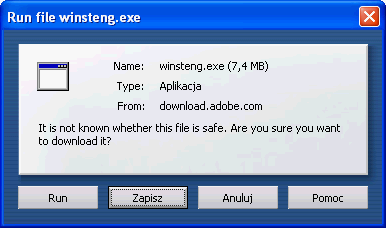 Run file winsteng.exe
Name: winsteng.exe (7,4 MB)
Type: Aplikacja
From: download.adobe.com
It is not known whether this file is safe. Are you sure you want
to download it?
Run Zapisz Anuluj Pomoc